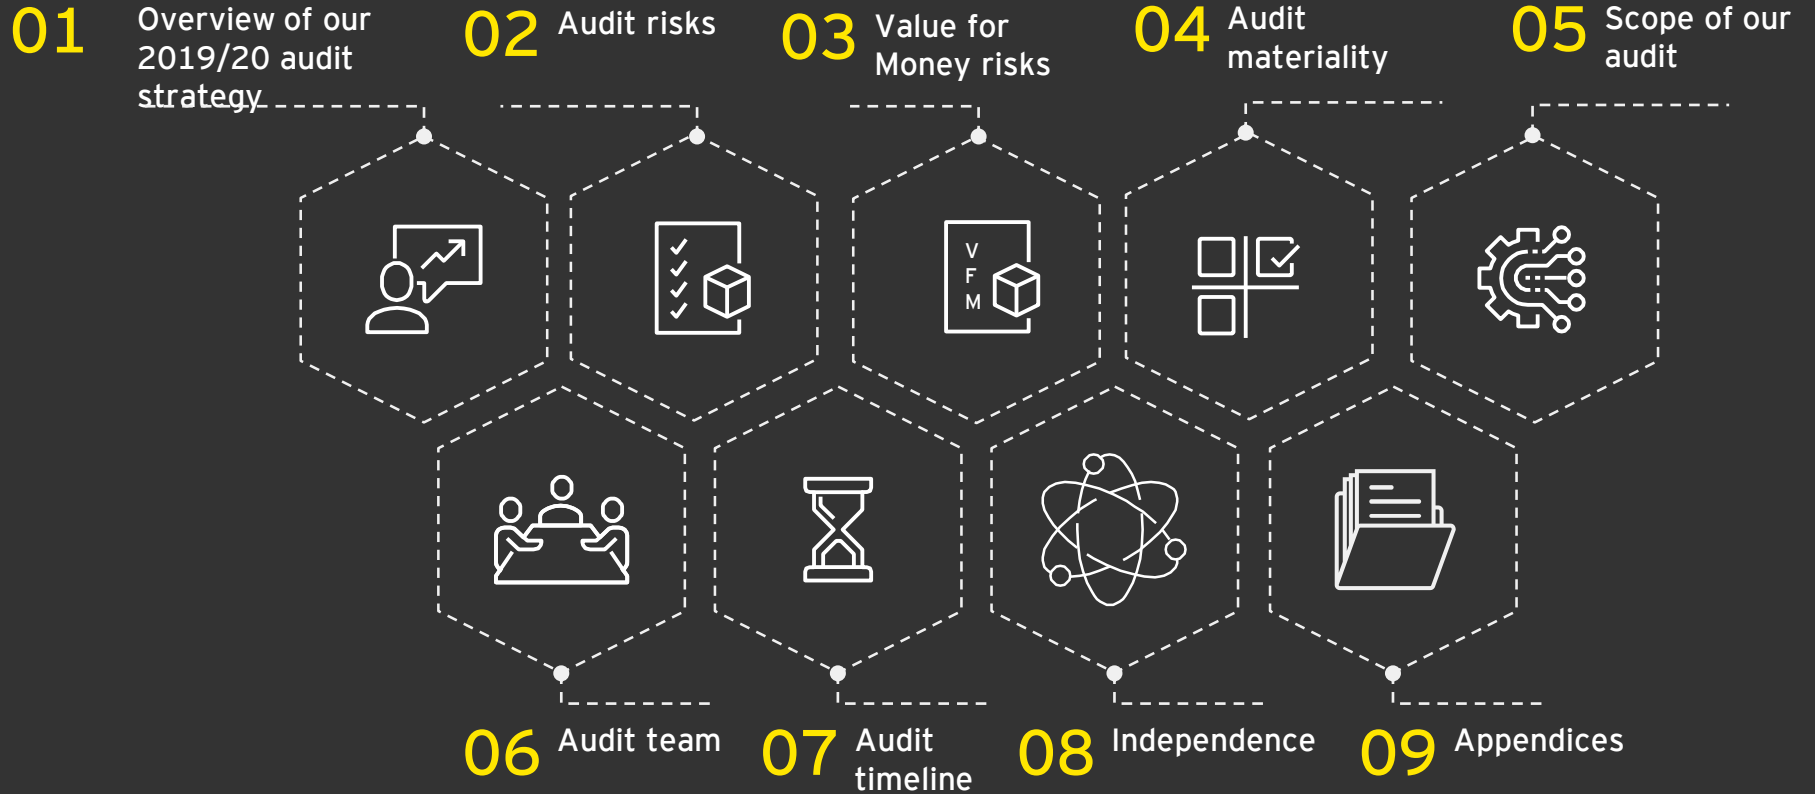 01
Overview of our
2019/20 audit
strategy
02
Audit risks
03
Value for
Money risks
04
Audit
materiality
05
Scope of our
audit
V
F
M
06
Audit team
07
Audit
timeline
08
Independence
09
Appendices